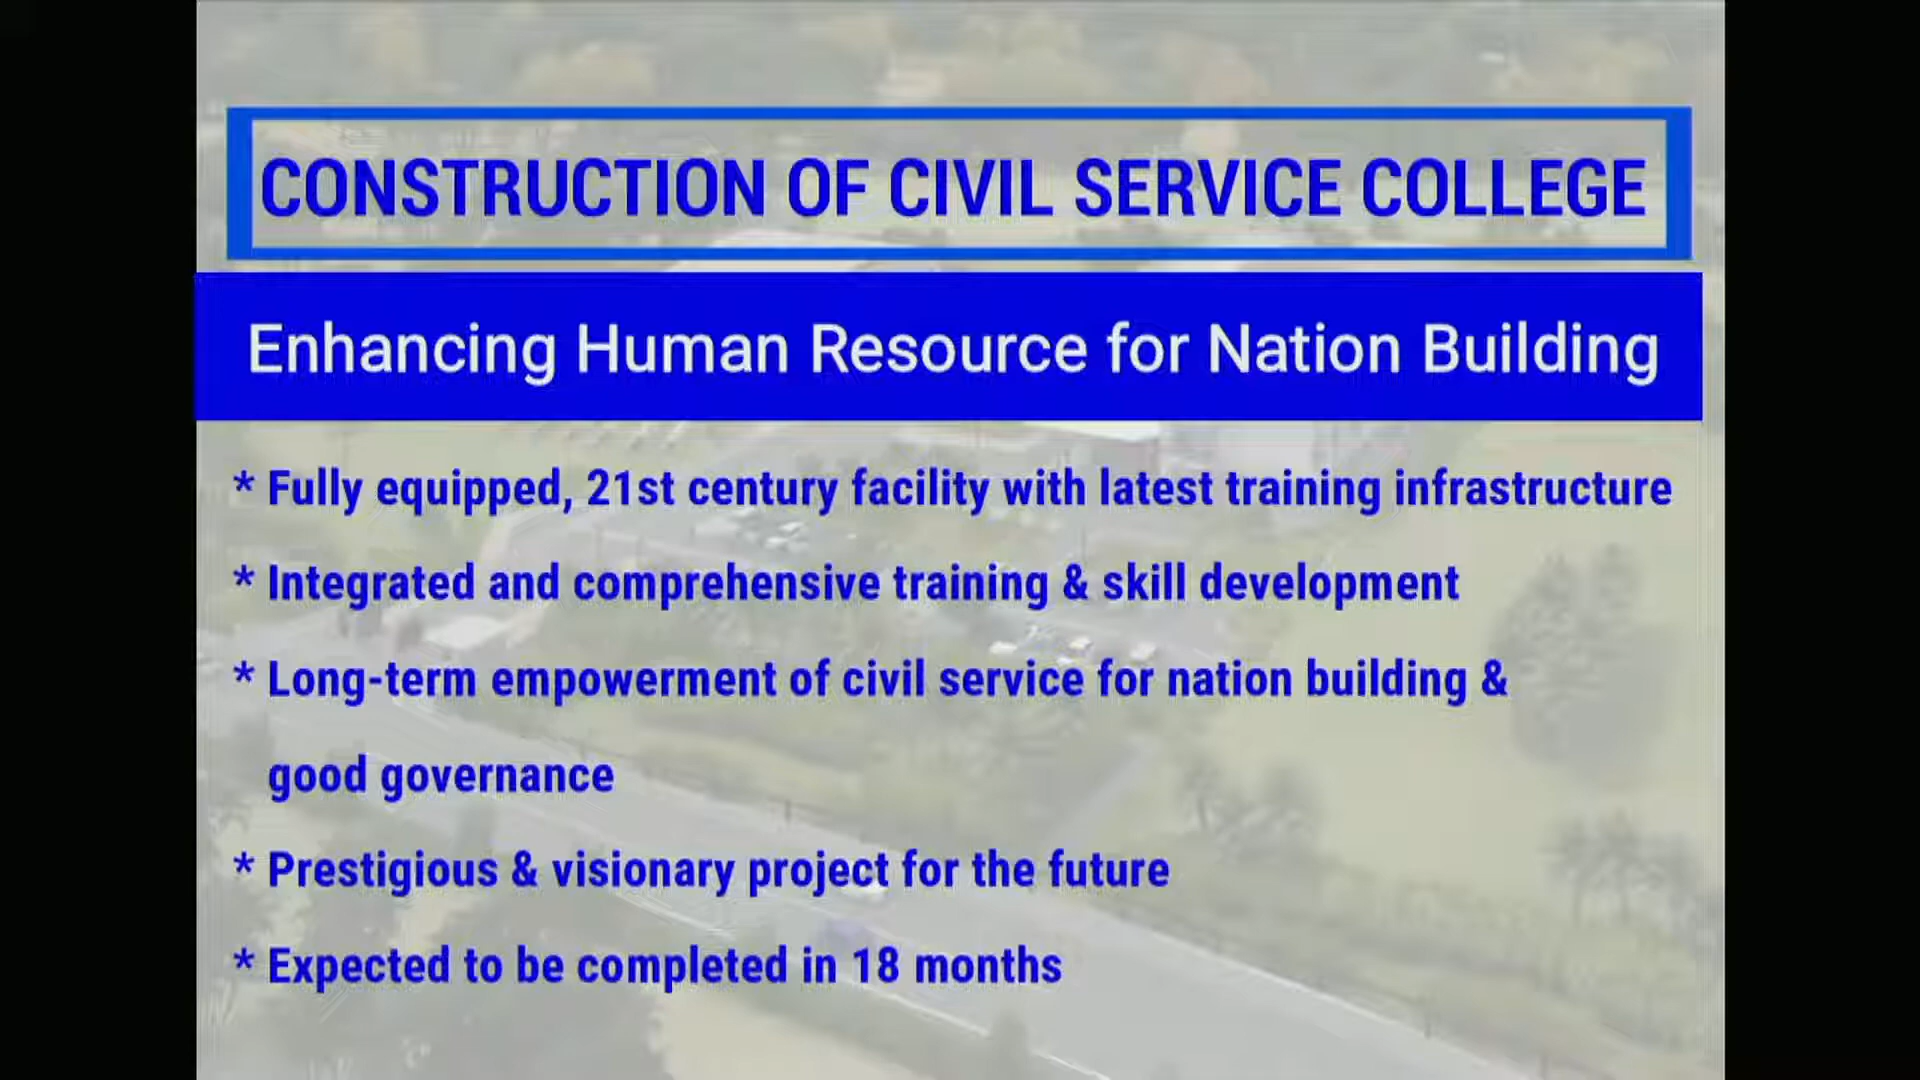 CONSTRUCTION OF CIVIL SERVICE COLLEGE
Enhancing Human Resource for Nation Building
* Fully equipped, 21st century facility with latest training infrastructure
* Integrated and comprehensive training & skill development
* Long-term empowerment of civil service for nation building &
good governance
* Prestigious & visionary project for the future
* Expected to be completed in 18 months